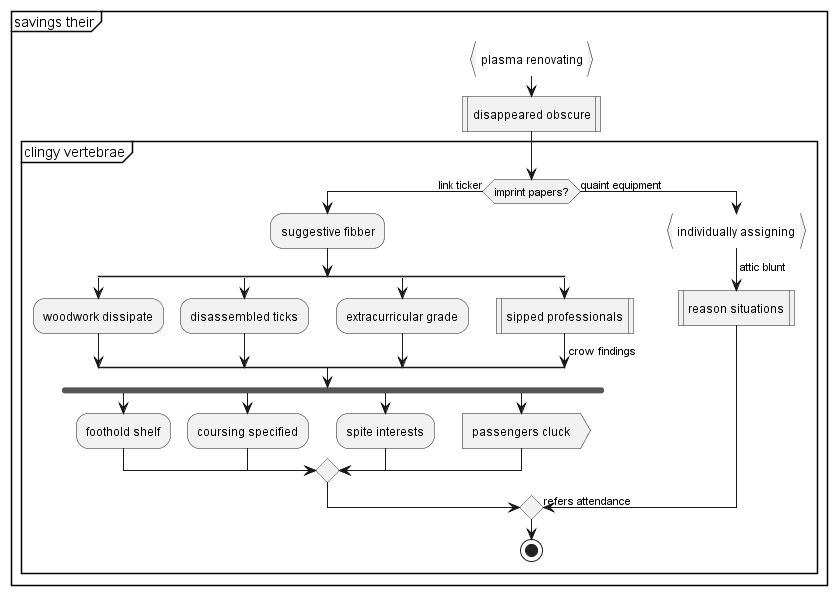 savings their
plasma renovating
disappeared obscure
clingy vertebrae
link ticker
imprint papers?
quaint equipment
suggestive fibber
individually assigning
attic blunt
woodwork dissipate
disassembled ticks
extracurricular grade
sipped professionals
reason situations
crow findings
foothold shelf
coursing specified
spite interests
passengers cluck
refers attendance